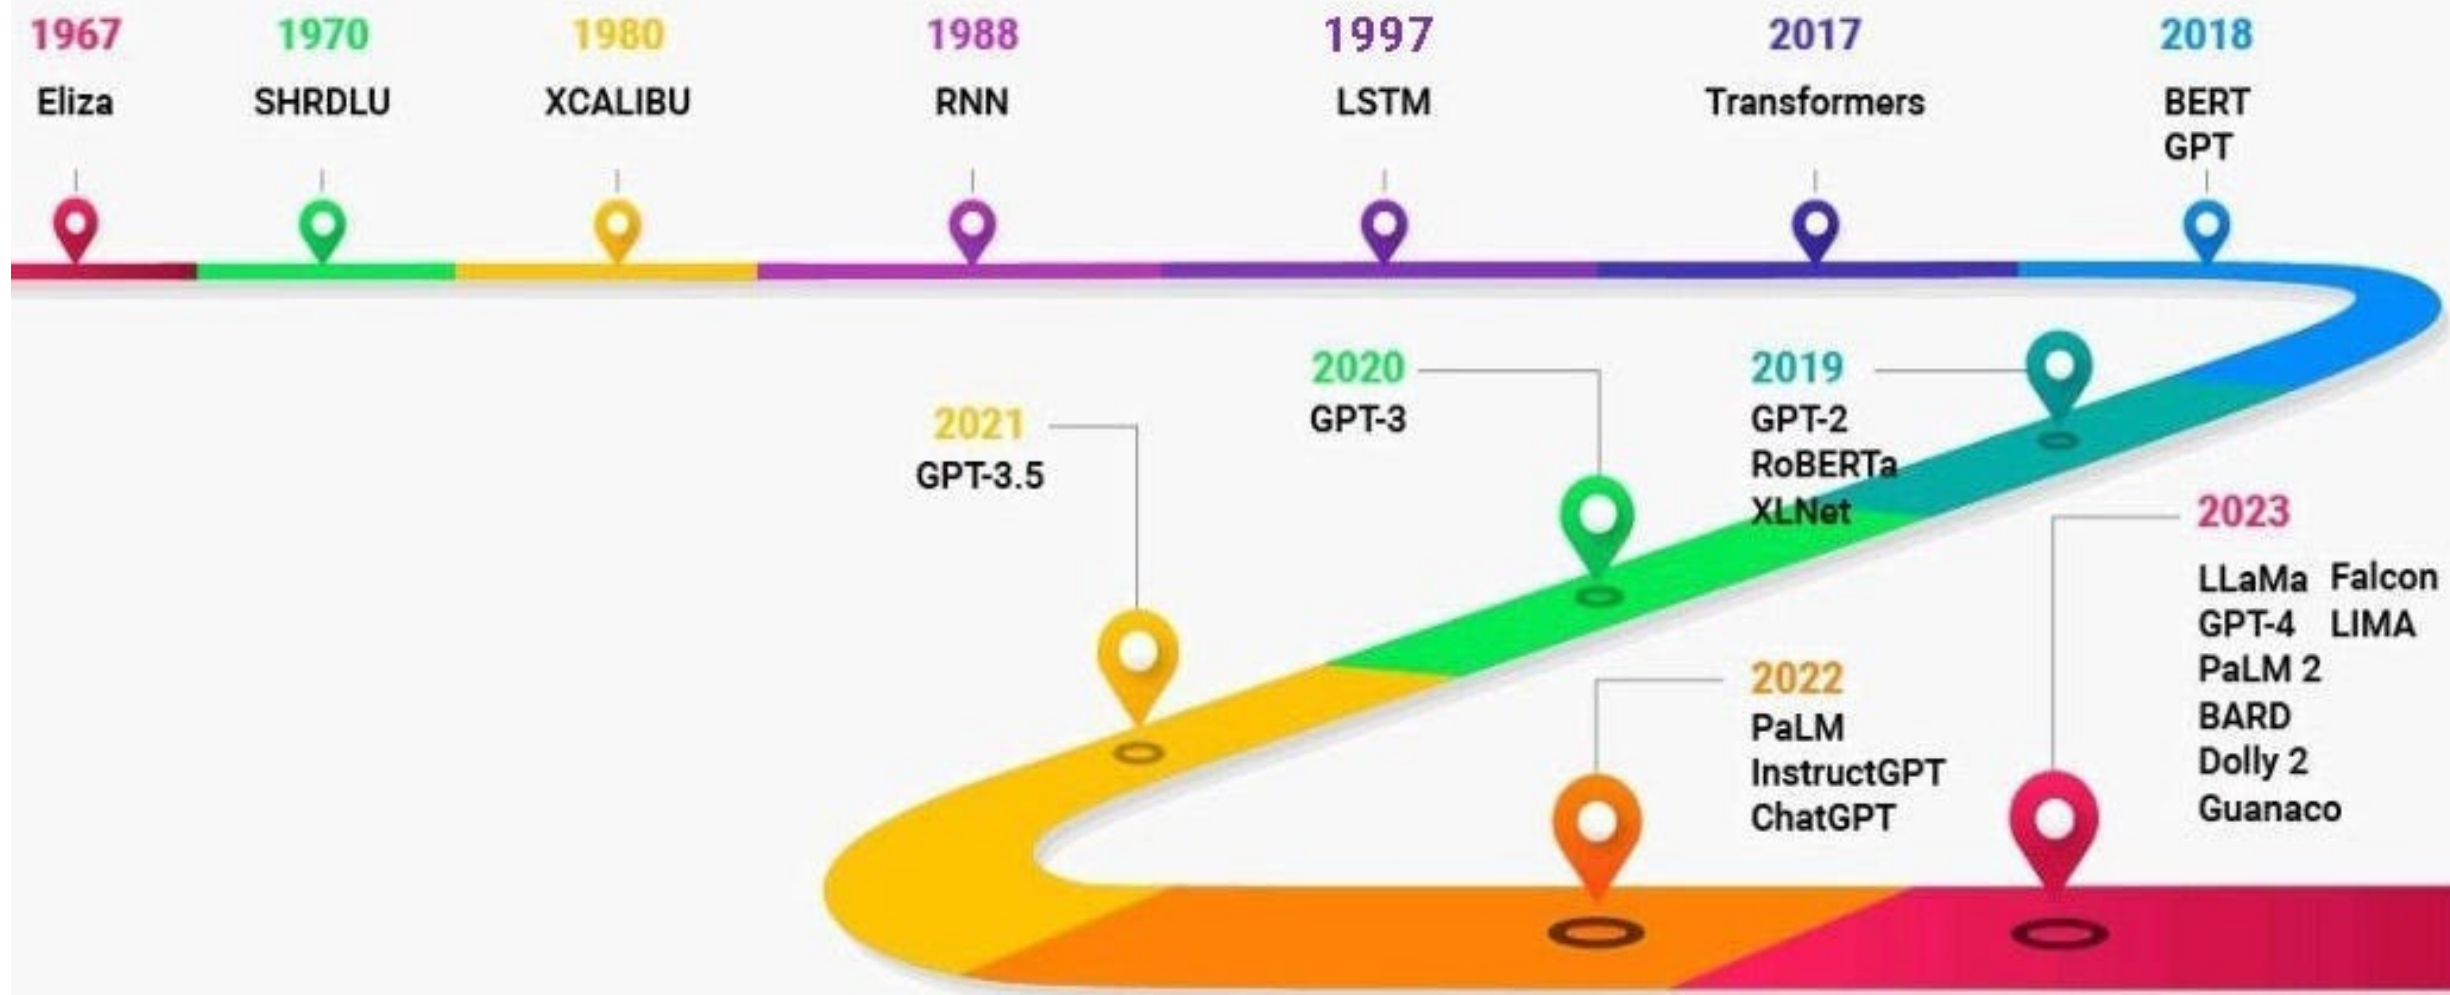 1967
Eliza
1970
SHRDLU
1980
XCALIBU
1988
RNN
1997
LSTM
2017
Transformers
2018
BERT
GPT
2019
GPT-2
RoBERTa
XLNet
2020
GPT-3
2021
GPT-3.5
2022
PaLM
InstructGPT
ChatGPT
2023
LLaMa Falcon
GPT-4 LIMA
PaLM 2
BARD
Dolly 2
Guanaco